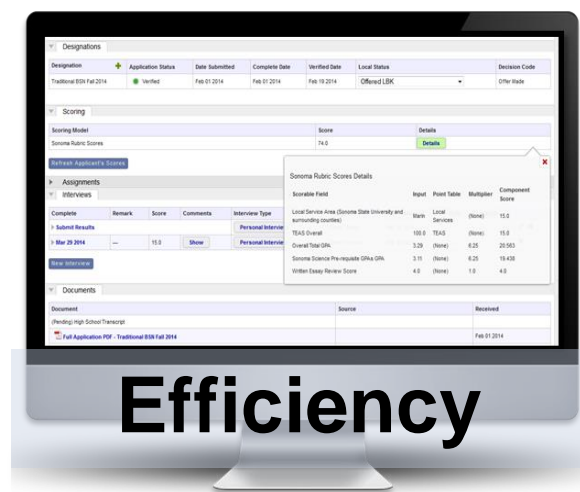 Designations
Designation Application Status Date Submitted Complete Date Verified Date Local Status Decision Code
Traditional BSN Fall 2014 Verified Feb 01 2014 Feb 01 2014 Feb 19 2014 Offered LBK Offer Made
Scoring
Scoring Model Score Details
Sonoma Rubric Scores 74.0 Details
Refresh Applicant's Scores
Assignments
Interviews
Complete Remark Score Comments Interview Type
Submit Results Personal Intervie
Mar 29 2014 — 15.0 Show Personal Intervie
New Interview
Sonoma Rubric Scores Details
Scorable Field Input Point Table Multiplier Component Score
Local Service Area (Sonoma State University and surrounding counties) Marin Local Services (None) 15.0
TEAS Overall 100.0 TEAS (None) 15.0
Overall Total GPA 3.29 (None) 6.25 20.563
Sonoma Science Pre-requisite GPAs GPA 3.11 (None) 6.25 19.438
Written Essay Review Score 4.0 (None) 1.0 4.0
Documents
Document Source Received
(Pending) High School Transcript
Full Application PDF - Traditional BSN Fall 2014 Feb 01 2014
Efficiency